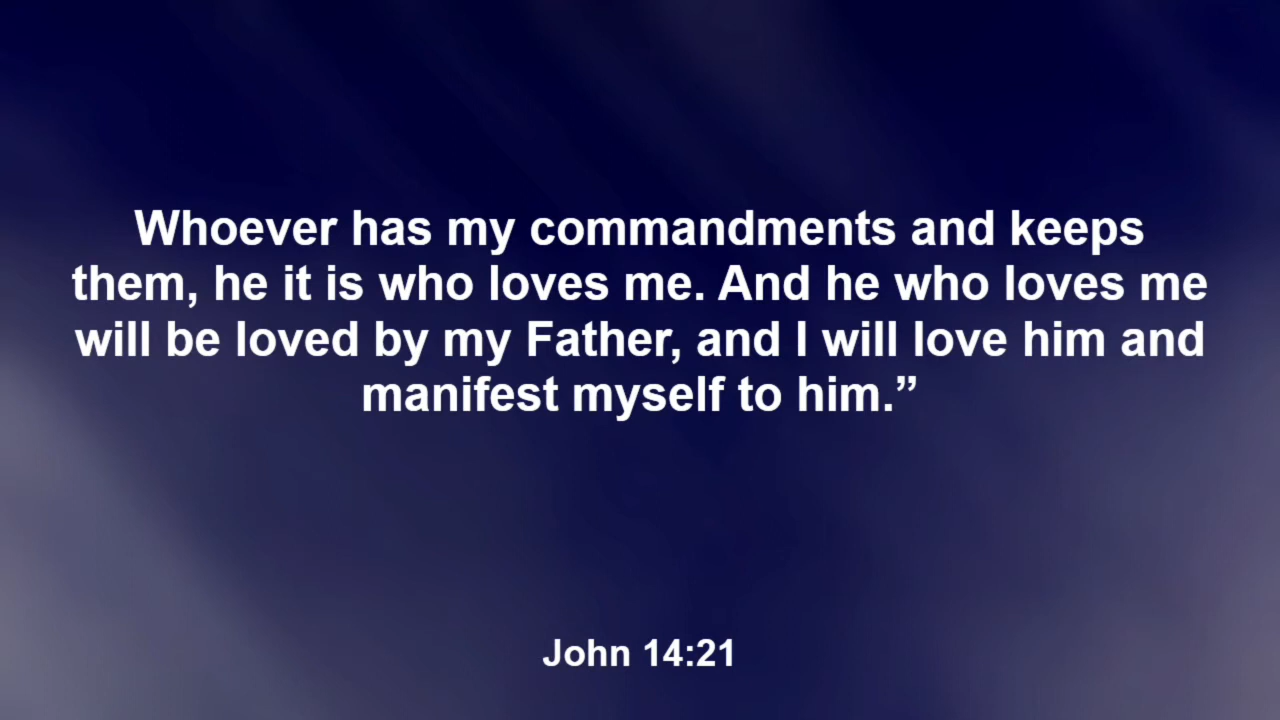 Whoever has my commandments and keeps
them, he it is who loves me. And he who loves me
will be loved by my Father, and I will love him and
manifest myself to him.”
John 14:21